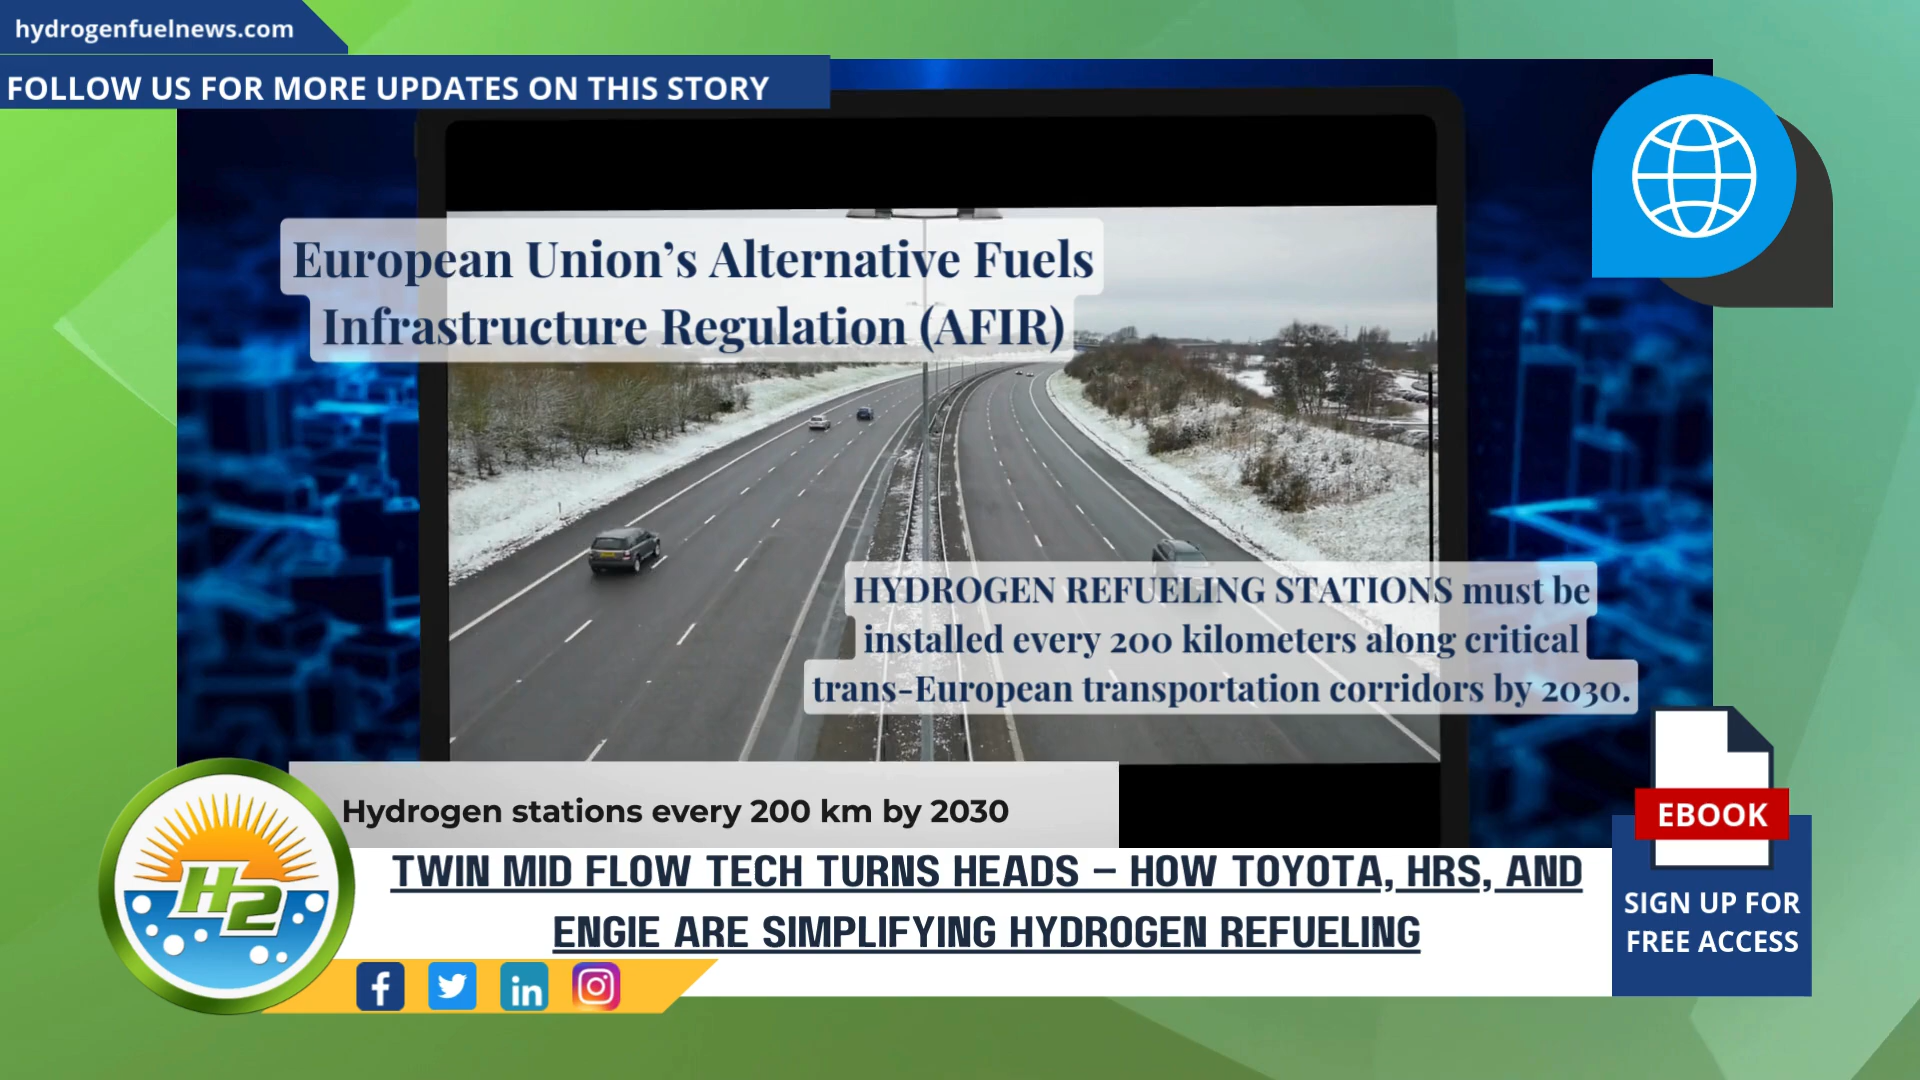 hydrogenfuelnews.com
FOLLOW US FOR MORE UPDATES ON THIS STORY
European Union’s Alternative Fuels
Infrastructure Regulation (AFIR)
HYDROGEN REFUELING STATIONS must be
installed every 200 kilometers along critical
trans-European transportation corridors by 2030.
Hydrogen stations every 200 km by 2030
TWIN MID FLOW TECH TURNS HEADS – HOW TOYOTA, HRS, AND
ENGIE ARE SIMPLIFYING HYDROGEN REFUELING
H2
EBOOK
SIGN UP FOR
FREE ACCESS